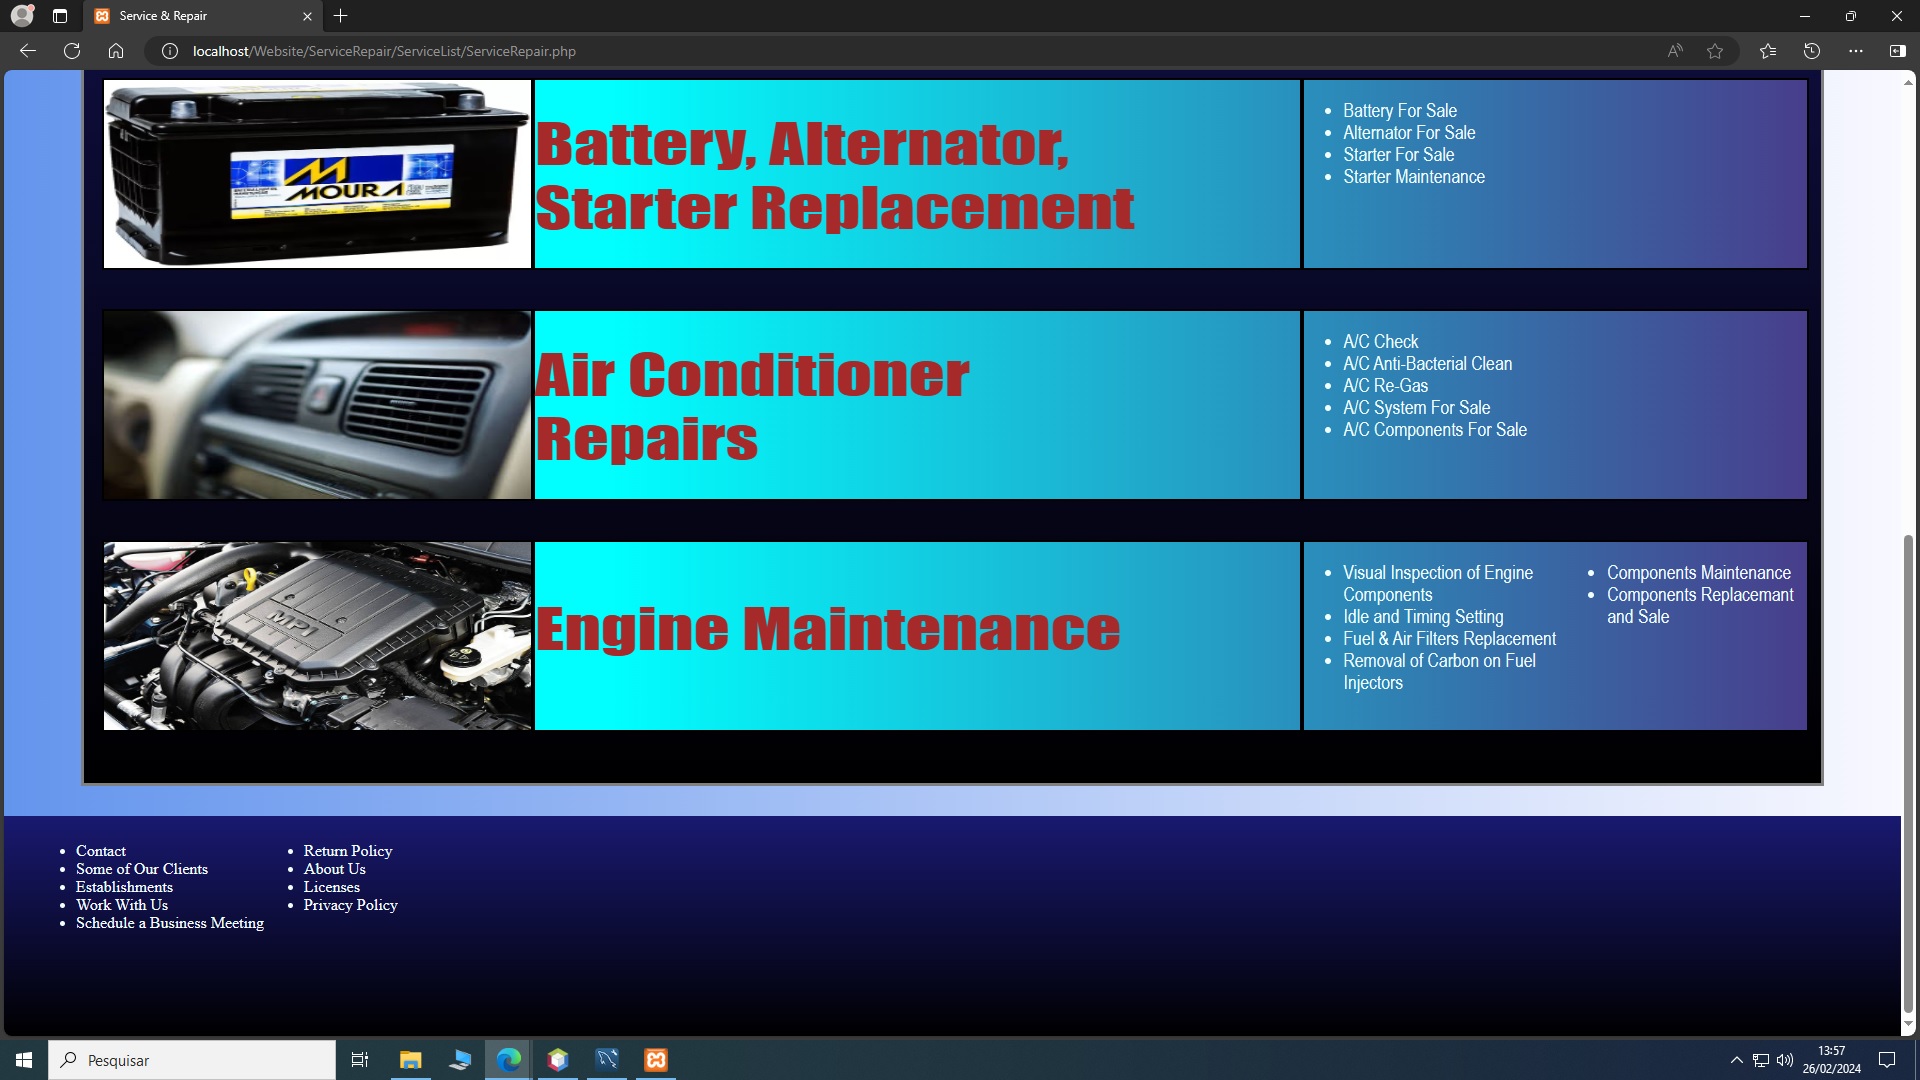 Service & Repair
localhost/Website/ServiceRepair/ServiceList/ServiceRepair.php
MOURA
Battery, Alternator,
Starter Replacement
Battery For Sale
Alternator For Sale
Starter For Sale
Starter Maintenance
Air Conditioner
Repairs
A/C Check
A/C Anti-Bacterial Clean
A/C Re-Gas
A/C System For Sale
A/C Components For Sale
MPI
Engine Maintenance
Visual Inspection of Engine
Components
Idle and Timing Setting
Fuel & Air Filters Replacement
Removal of Carbon on Fuel
Injectors
Components Maintenance
Components Replacemant
and Sale
Contact
Some of Our Clients
Establishments
Work With Us
Schedule a Business Meeting
Return Policy
About Us
Licenses
Privacy Policy
Pesquisar
13:57
26/02/2024